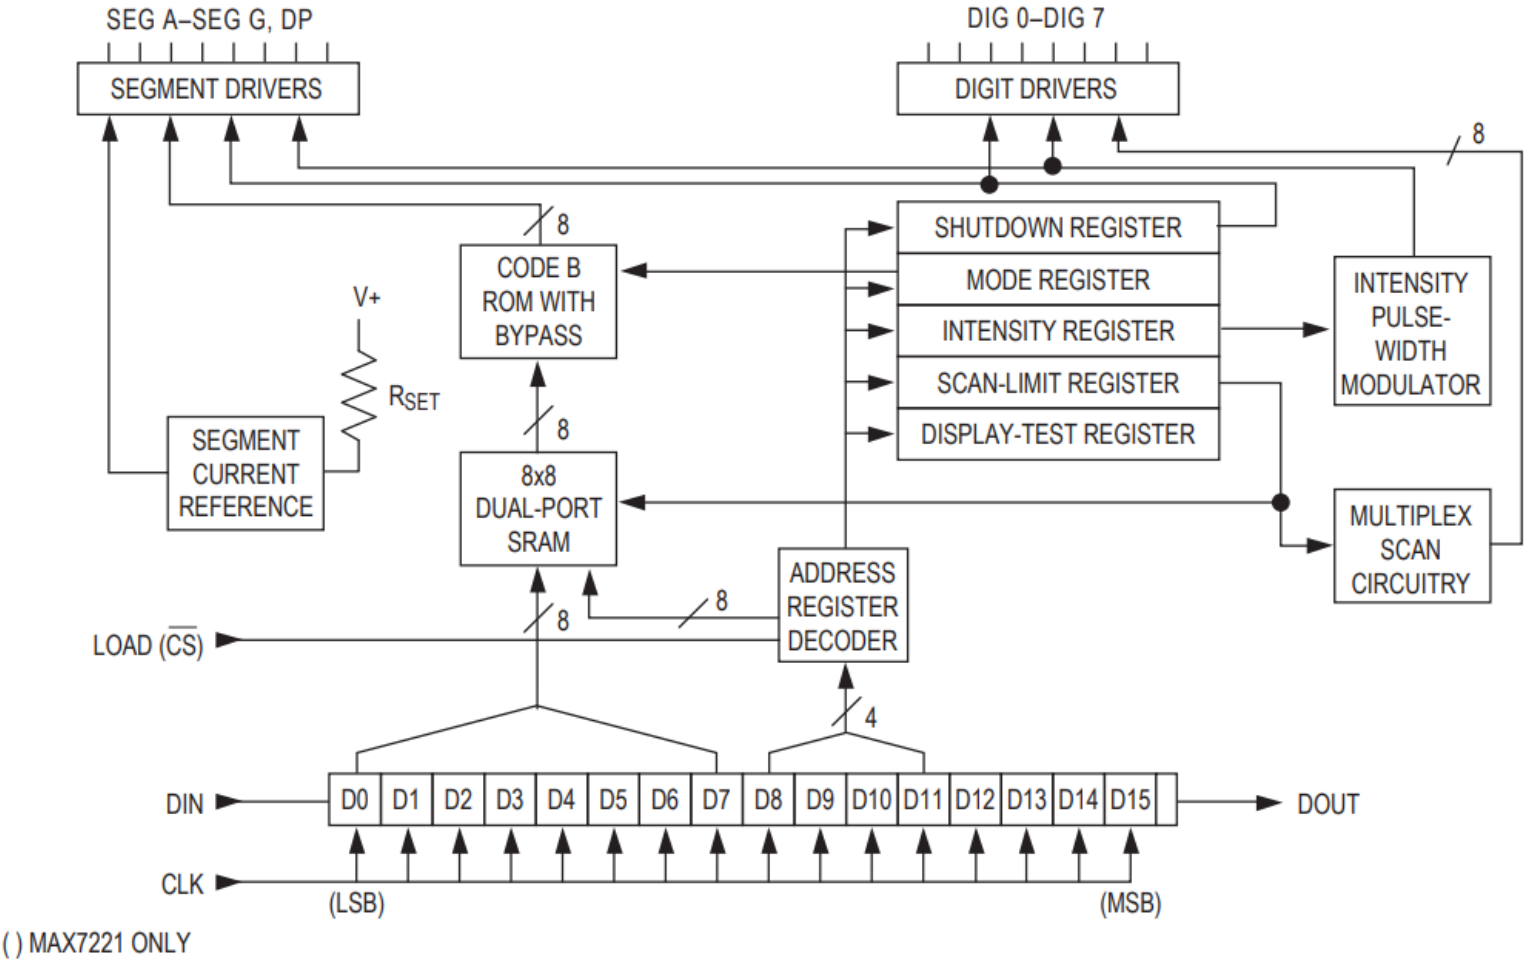 SEG A–SEG G, DP
DIG 0–DIG 7
SEGMENT DRIVERS
DIGIT DRIVERS
8
8
SHUTDOWN REGISTER
MODE REGISTER
INTENSITY REGISTER
SCAN-LIMIT REGISTER
DISPLAY-TEST REGISTER
CODE B
ROM WITH
BYPASS
INTENSITY
PULSE-
WIDTH
MODULATOR
V+
RSET
8
SEGMENT
CURRENT
REFERENCE
8x8
DUAL-PORT
SRAM
MULTIPLEX
SCAN
CIRCUITRY
ADDRESS
REGISTER
DECODER
8
8
LOAD (C̅S̅)
4
DIN
D0 D1 D2 D3 D4 D5 D6 D7 D8 D9 D10 D11 D12 D13 D14 D15
DOUT
CLK
(LSB)
(MSB)
( ) MAX7221 ONLY